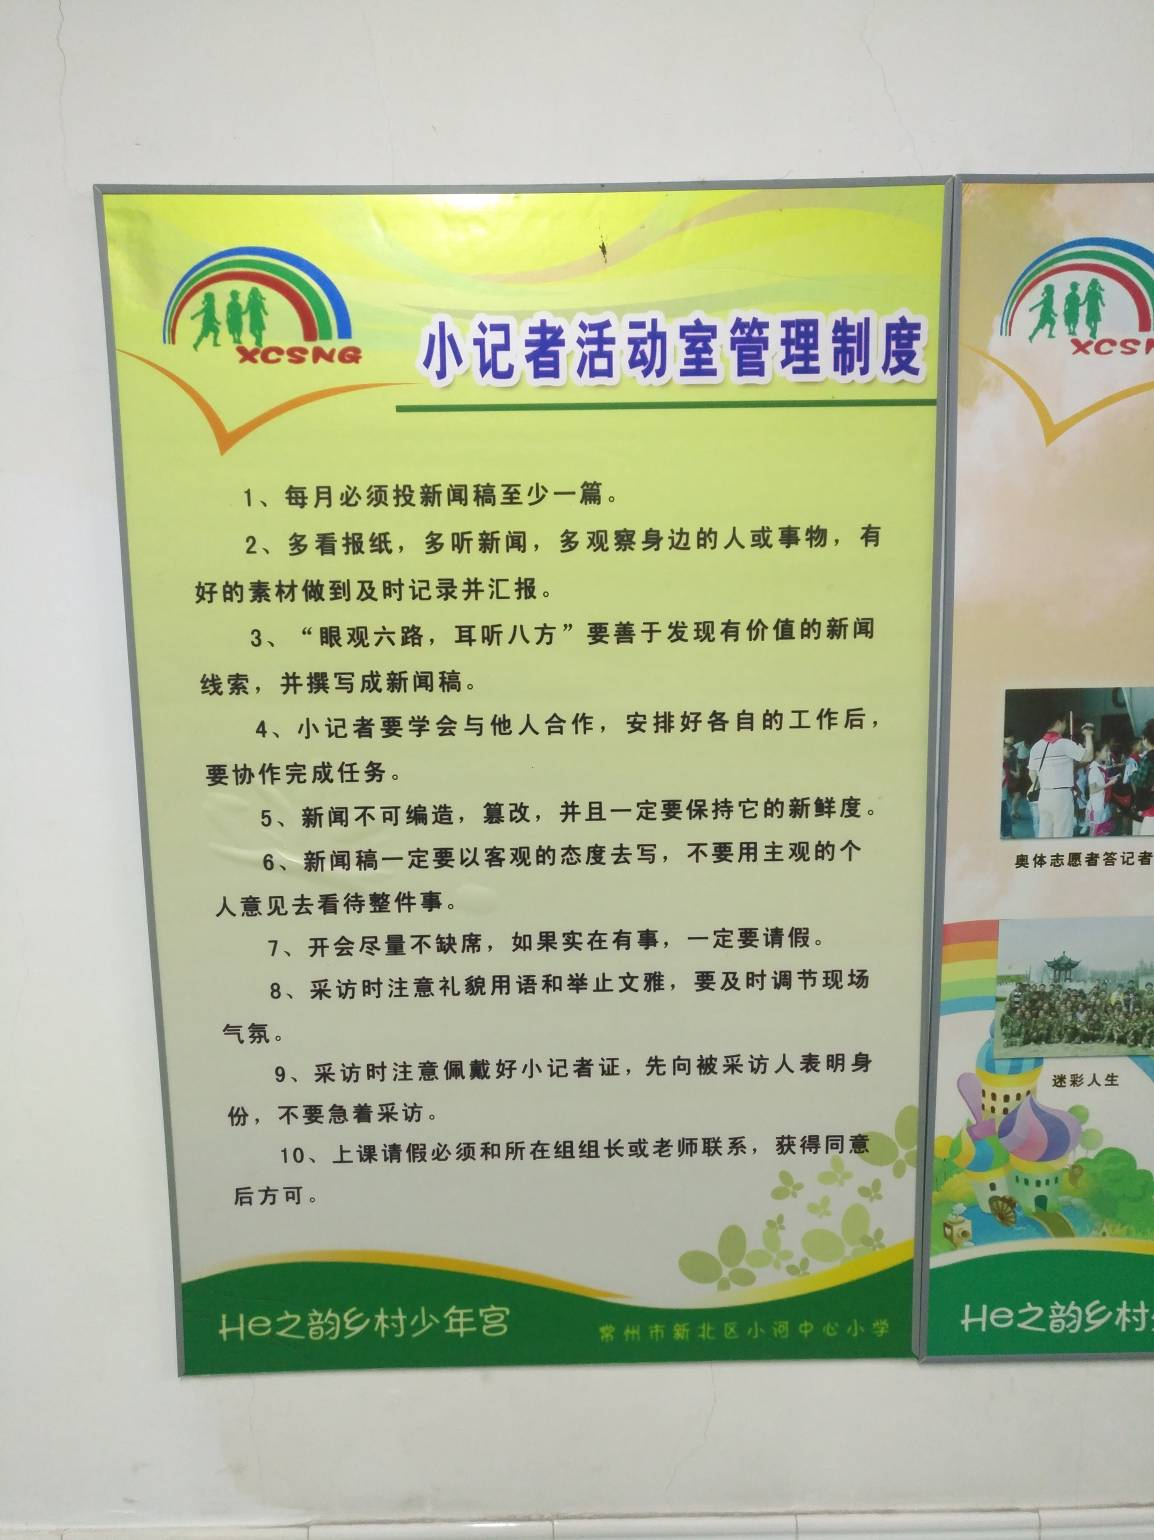 XCSNG
小记者活动室管理制度
1、每月必须投新闻稿至少一篇。
2、多看报纸，多听新闻，多观察身边的人或事物，有
好的素材做到及时记录并汇报。
3、“眼观六路，耳听八方”要善于发现有价值的新闻
线索，并撰写成新闻稿。
4、小记者要学会与他人合作，安排好各自的工作后，
要协作完成任务。
5、新闻不可编造，篡改，并且一定要保持它的新鲜度。
6、新闻稿一定要以客观的态度去写，不要用主观的个
人意见去看待整件事。
7、开会尽量不缺席，如果实在有事，一定要请假。
8、采访时注意礼貌用语和举止文雅，要及时调节现场
气氛。
9、采访时注意佩戴好小记者证，先向被采访人表明身
份，不要急着采访。
10、上课请假必须和所在组组长或老师联系，获得同意
后方可。
He之韵乡村少年宫
常州市新北区小河中心小学
XCSN
奥体志愿者答记者
迷彩人生
He之韵乡村